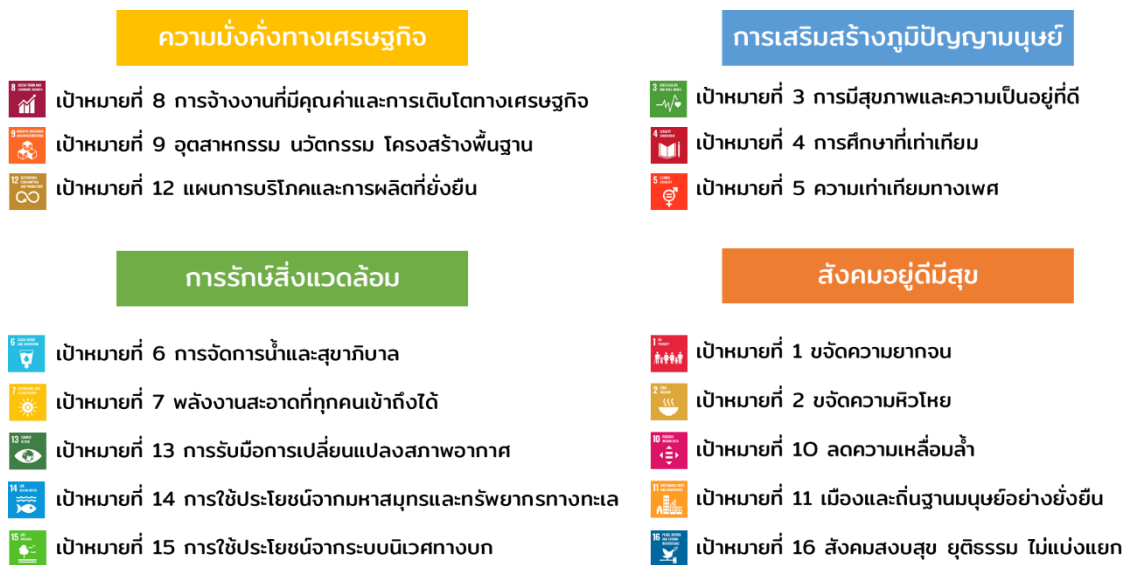 ความมั่งคั่งทางเศรษฐกิจ
8
เป้าหมายที่ 8 การจ้างงานที่มีคุณค่าและการเติบโตทางเศรษฐกิจ
9
เป้าหมายที่ 9 อุตสาหกรรม นวัตกรรม โครงสร้างพื้นฐาน
12
เป้าหมายที่ 12 แผนการบริโภคและการผลิตที่ยั่งยืน
การเสริมสร้างภูมิปัญญามนุษย์
3
เป้าหมายที่ 3 การมีสุขภาพและความเป็นอยู่ที่ดี
4
เป้าหมายที่ 4 การศึกษาที่เท่าเทียม
5
เป้าหมายที่ 5 ความเท่าเทียมทางเพศ
การรักษ์สิ่งแวดล้อม
6
เป้าหมายที่ 6 การจัดการน้ำและสุขาภิบาล
7
เป้าหมายที่ 7 พลังงานสะอาดที่ทุกคนเข้าถึงได้
13
เป้าหมายที่ 13 การรับมือการเปลี่ยนแปลงสภาพอากาศ
14
เป้าหมายที่ 14 การใช้ประโยชน์จากมหาสมุทรและทรัพยากรทางทะเล
15
เป้าหมายที่ 15 การใช้ประโยชน์จากระบบนิเวศทางบก
สังคมอยู่ดีมีสุข
1
เป้าหมายที่ 1 ขจัดความยากจน
2
เป้าหมายที่ 2 ขจัดความหิวโหย
10
เป้าหมายที่ 10 ลดความเหลื่อมล้ำ
11
เป้าหมายที่ 11 เมืองและถิ่นฐานมนุษย์อย่างยั่งยืน
16
เป้าหมายที่ 16 สังคมสงบสุข ยุติธรรม ไม่แบ่งแยก